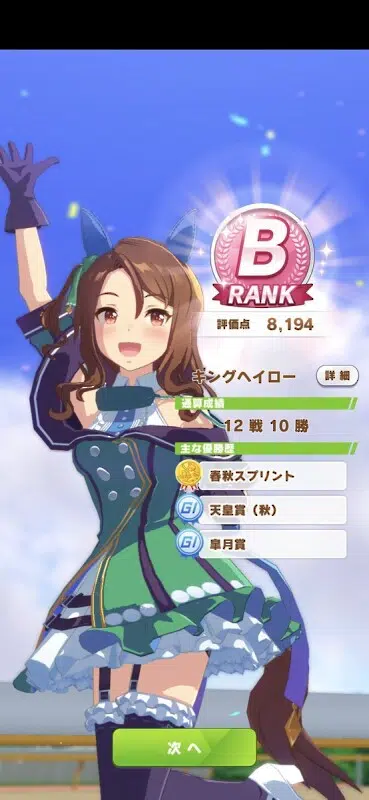 B
RANK
評価点 8,194
キングヘイロー 詳細
通算成績
12 戦 10 勝
主な優勝歴
春秋スプリント
GI 天皇賞（秋）
GI 皐月賞
次へ